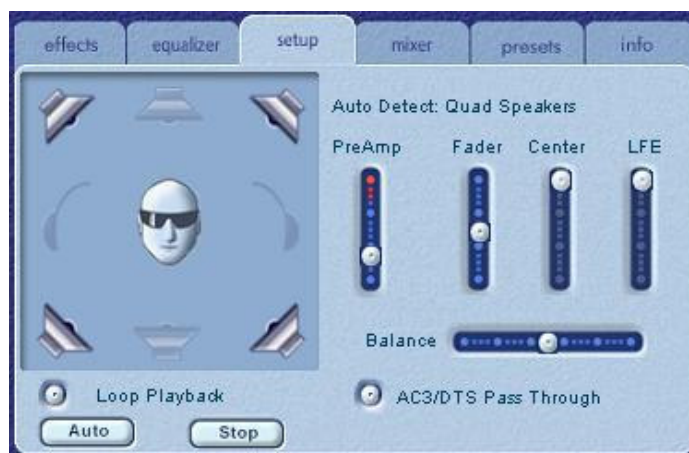 effects equalizer setup mixer presets info
Auto Detect: Quad Speakers
PreAmp Fader Center LFE
Balance
Loop Playback
AC3/DTS Pass Through
Auto Stop